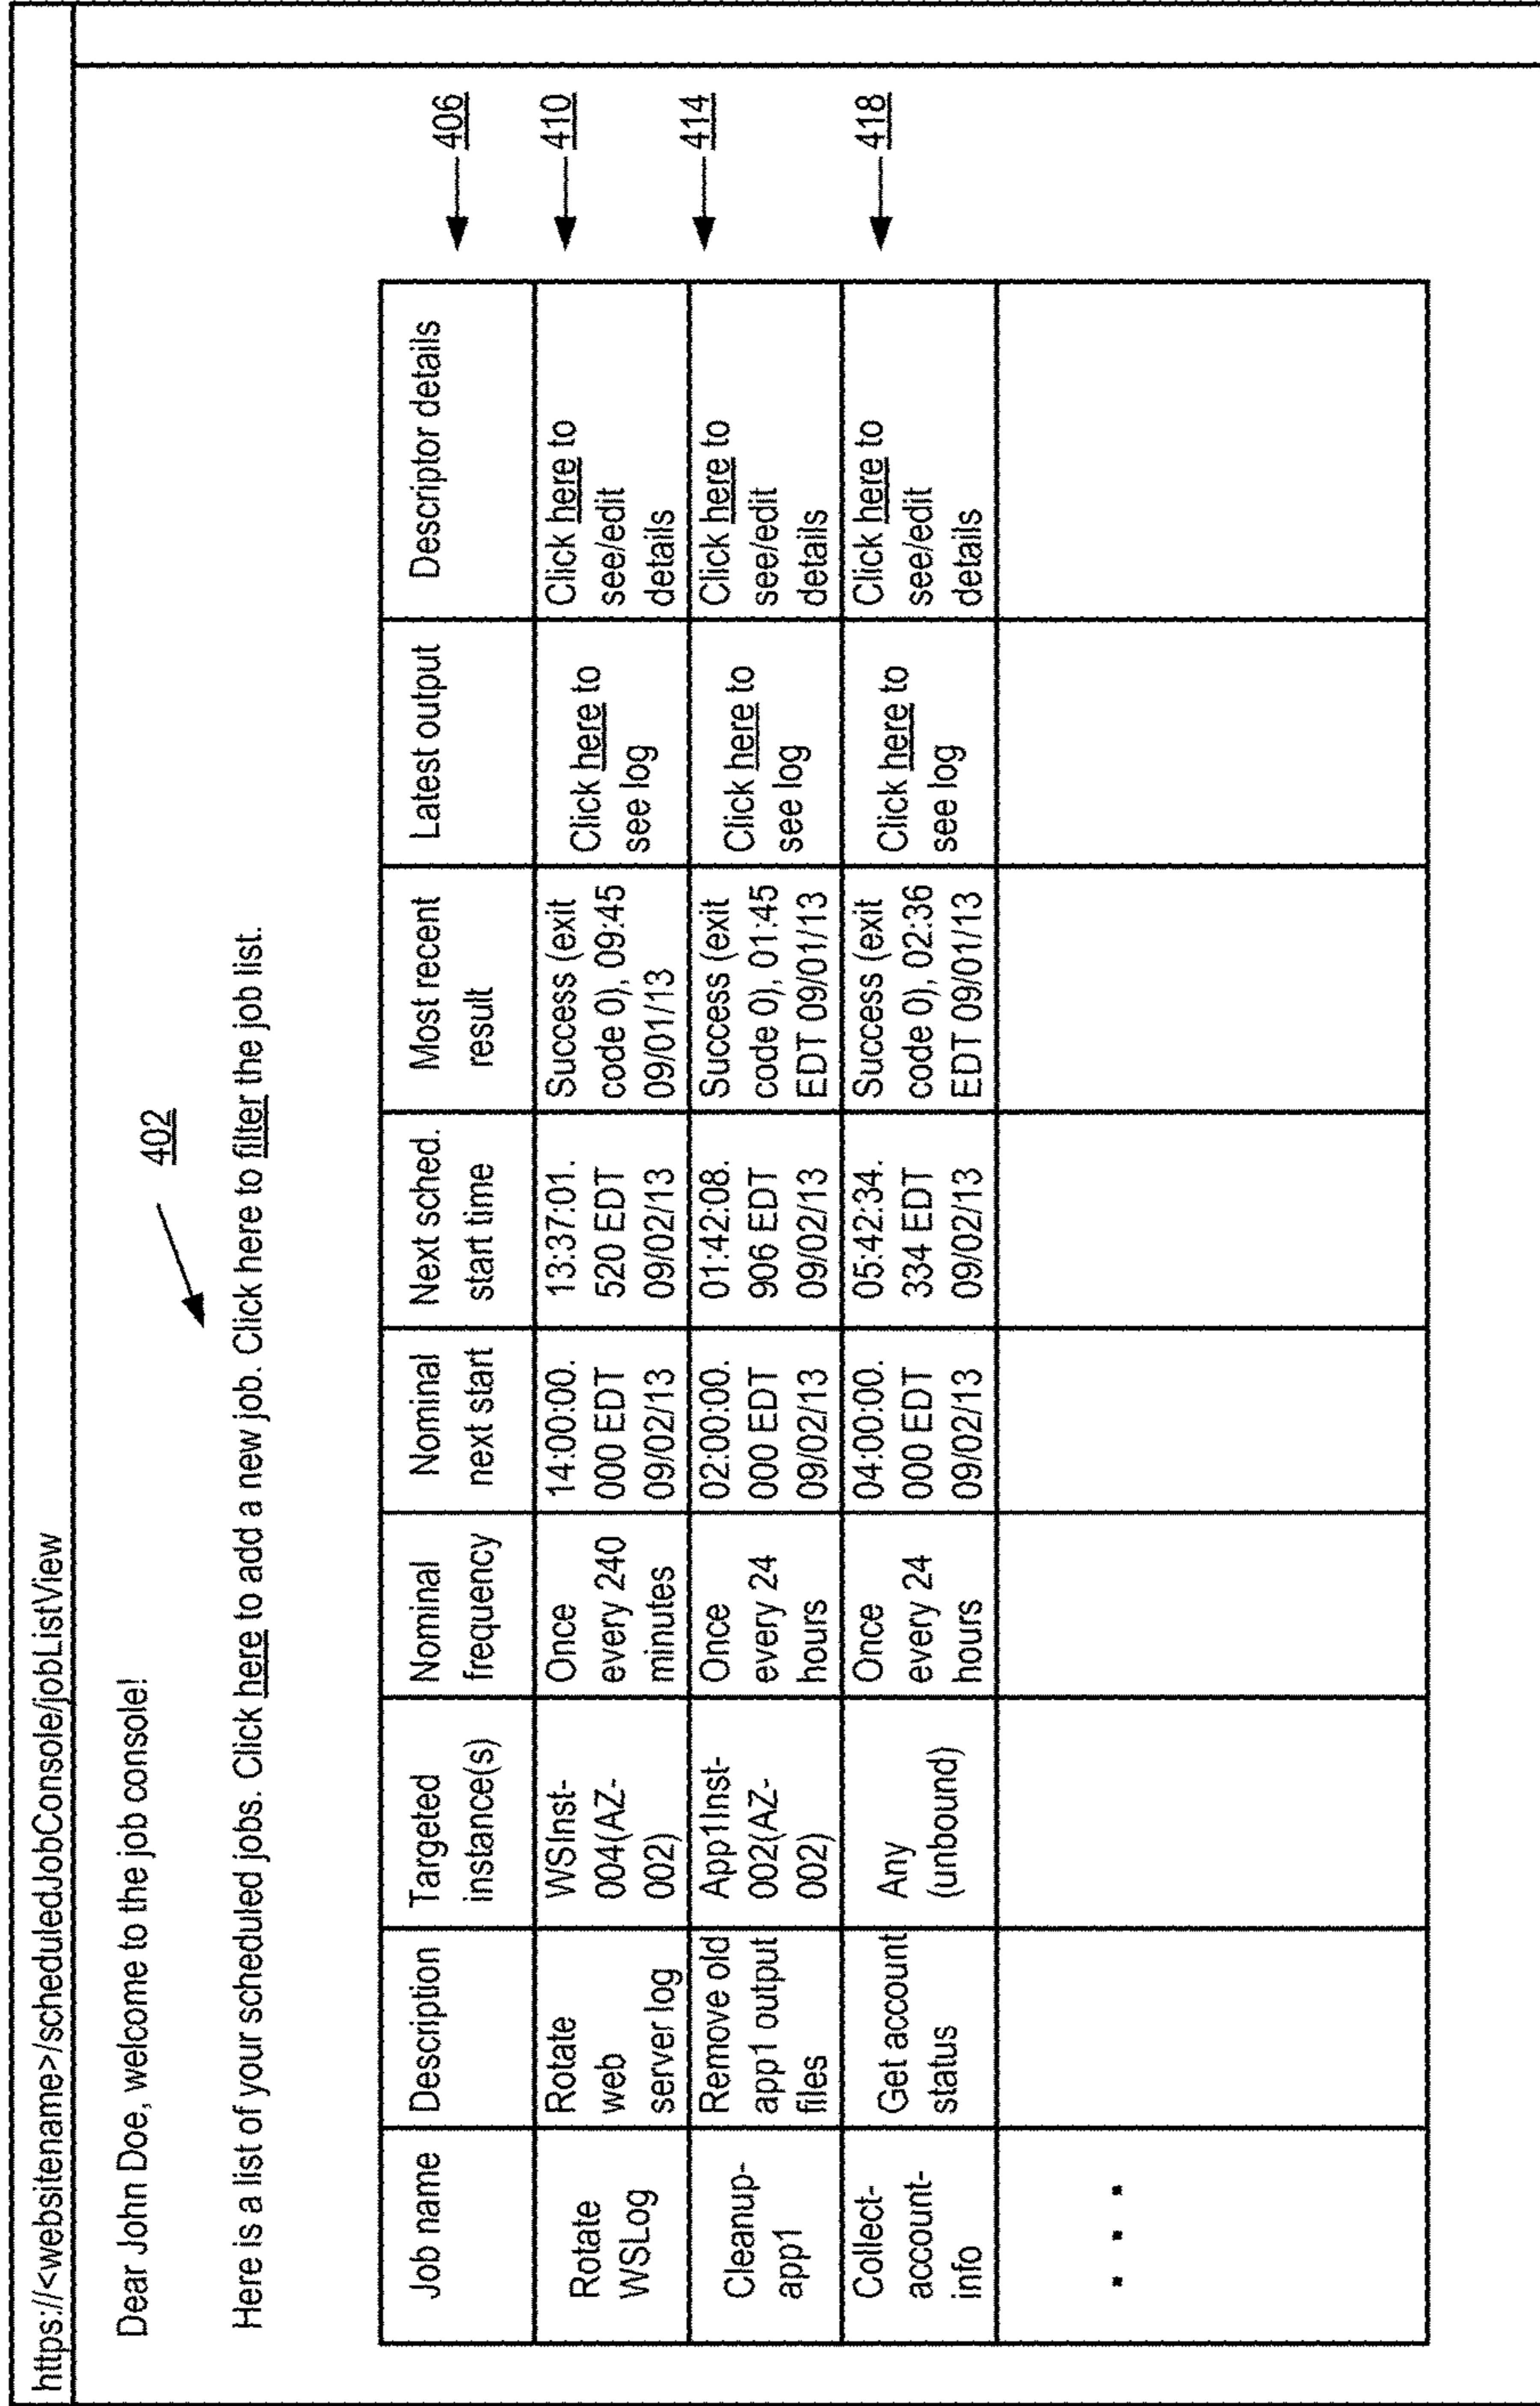 https://<websitename>/scheduledJobConsole/jobListView
Dear John Doe, welcome to the job console!
402
Here is a list of your scheduled jobs. Click here to add a new job. Click here to filter the job list.
Job name
Description
Targeted
instance(s)
Nominal
frequency
Nominal
next start
Next sched.
start time
Most recent
result
Latest output
Descriptor details
406
Rotate
WSLog
Rotate
web
server log
WSInst-
004(AZ-
002)
Once
every 240
minutes
14:00:00.
000 EDT
09/02/13
13:37:01.
520 EDT
09/02/13
Success (exit
code 0), 09:45
09/01/13
Click here to
see log
Click here to
see/edit
details
410
Cleanup-
app1
Remove old
app1 output
files
App1Inst-
002(AZ-
002)
Once
every 24
hours
02:00:00.
000 EDT
09/02/13
01:42:08.
906 EDT
09/02/13
Success (exit
code 0), 01:45
EDT 09/01/13
Click here to
see log
Click here to
see/edit
details
414
Collect-
account-
info
Get account
status
Any
(unbound)
Once
every 24
hours
04:00:00.
000 EDT
09/02/13
05:42:34.
334 EDT
09/02/13
Success (exit
code 0), 02:36
EDT 09/01/13
Click here to
see log
Click here to
see/edit
details
418
. . .